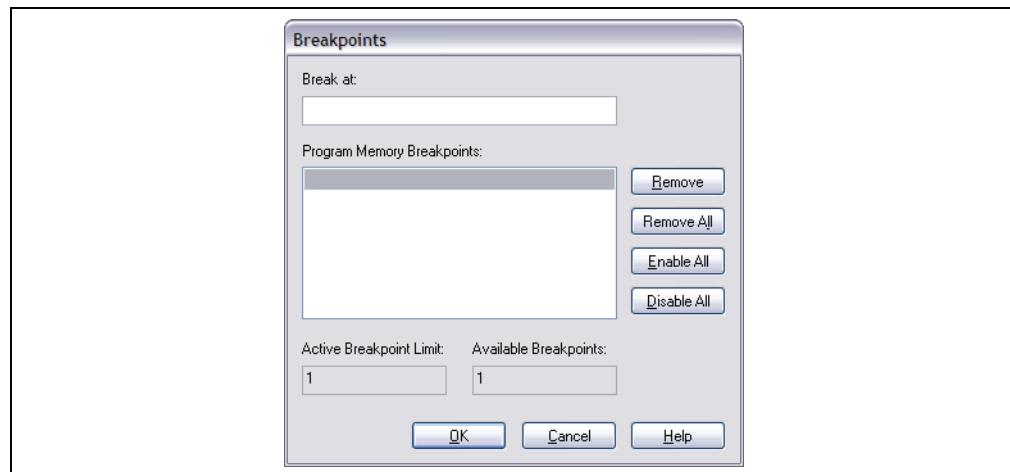 Breakpoints
Break at:
Program Memory Breakpoints:
Remove
Remove All
Enable All
Disable All
Active Breakpoint Limit: Available Breakpoints:
1 1
OK Cancel Help